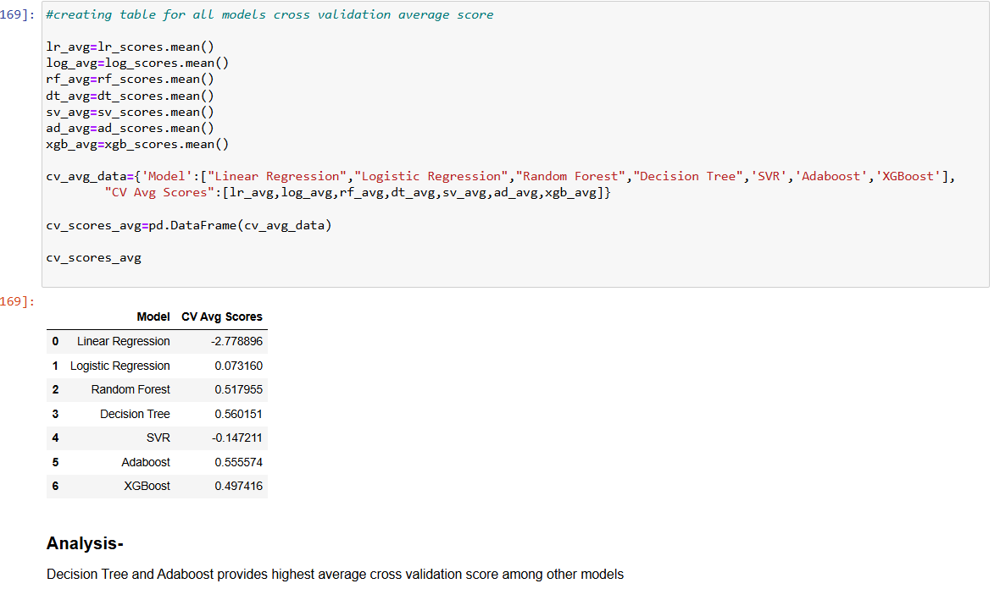 169]: #creating table for all models cross validation average score
lr_avg=lr_scores.mean()
log_avg=log_scores.mean()
rf_avg=rf_scores.mean()
dt_avg=dt_scores.mean()
sv_avg=sv_scores.mean()
ad_avg=ad_scores.mean()
xgb_avg=xgb_scores.mean()
cv_avg_data={'Model':["Linear Regression","Logistic Regression","Random Forest","Decision Tree",'SVR','Adaboost','XGBoost'],
"CV Avg Scores":[lr_avg,log_avg,rf_avg,dt_avg,sv_avg,ad_avg,xgb_avg]}
cv_scores_avg=pd.DataFrame(cv_avg_data)
cv_scores_avg
169]:
Model CV Avg Scores
0 Linear Regression -2.778896
1 Logistic Regression 0.073160
2 Random Forest 0.517955
3 Decision Tree 0.560151
4 SVR -0.147211
5 Adaboost 0.555574
6 XGBoost 0.497416
Analysis-
Decision Tree and Adaboost provides highest average cross validation score among other models